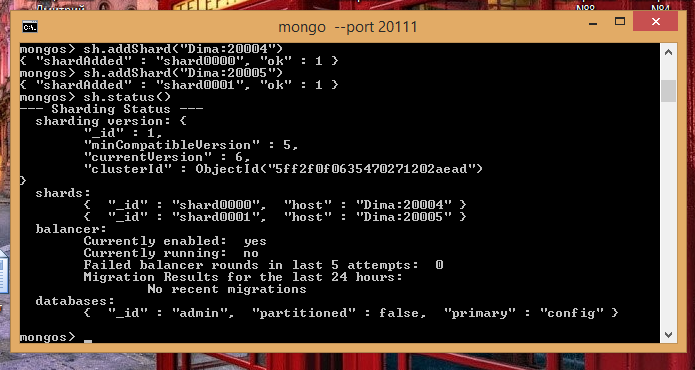 Дмитрий
№88
№84
mongo --port 20111
mongos> sh.addShard("Dima:20004")
{ "shardAdded" : "shard0000", "ok" : 1 }
mongos> sh.addShard("Dima:20005")
{ "shardAdded" : "shard0001", "ok" : 1 }
mongos> sh.status()
--- Sharding Status ---
sharding version: {
"_id" : 1,
"minCompatibleVersion" : 5,
"currentVersion" : 6,
"clusterId" : ObjectId("5ff2f0f0635470271202aead")
}
shards:
{ "_id" : "shard0000", "host" : "Dima:20004" }
{ "_id" : "shard0001", "host" : "Dima:20005" }
balancer:
Currently enabled: yes
Currently running: no
Failed balancer rounds in last 5 attempts: 0
Migration Results for the last 24 hours:
No recent migrations
databases:
{ "_id" : "admin", "partitioned" : false, "primary" : "config" }
mongos>